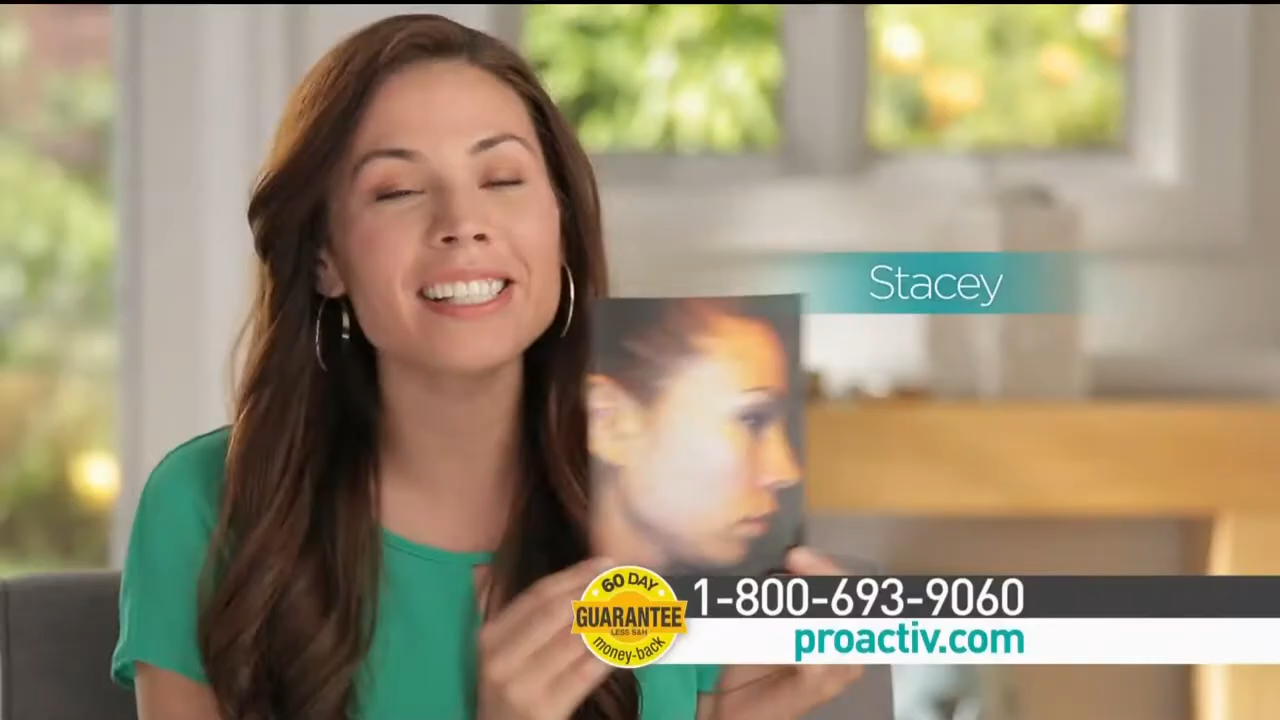 Stacey
60 DAY
GUARANTEE
LESS S&H
money-back
1-800-693-9060
proactiv.com